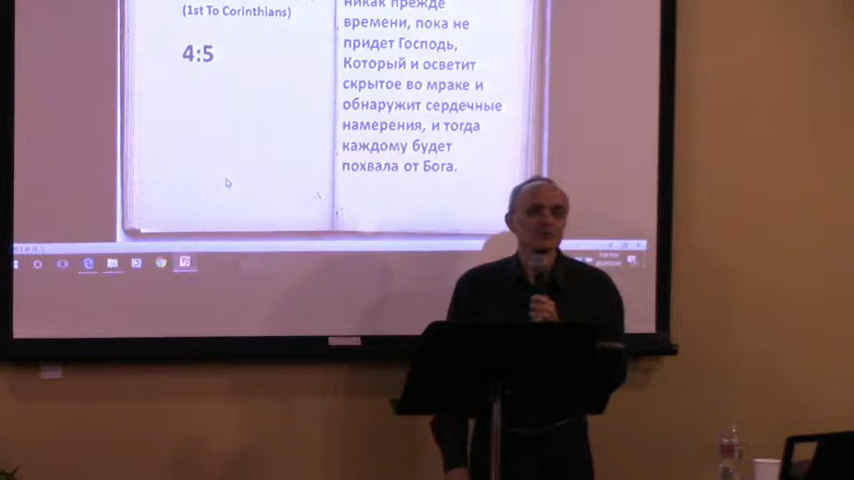 (1st To Corinthians)
4:5
никак прежде
времени, пока не
придет Господь,
Который и осветит
скрытое во мраке и
обнаружит сердечные
намерения, и тогда
каждому будет
похвала от Бога.